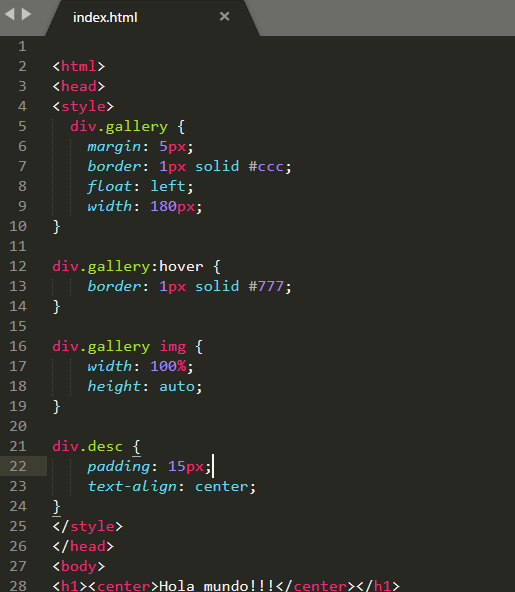 index.html ×
1
2 <html>
3 <head>
4 <style>
5   div.gallery {
6     margin: 5px;
7     border: 1px solid #ccc;
8     float: left;
9     width: 180px;
10 }
11
12 div.gallery:hover {
13     border: 1px solid #777;
14 }
15
16 div.gallery img {
17     width: 100%;
18     height: auto;
19 }
20
21 div.desc {
22     padding: 15px;
23     text-align: center;
24 }
25 </style>
26 </head>
27 <body>
28 <h1><center>Hola mundo!!!</center></h1>